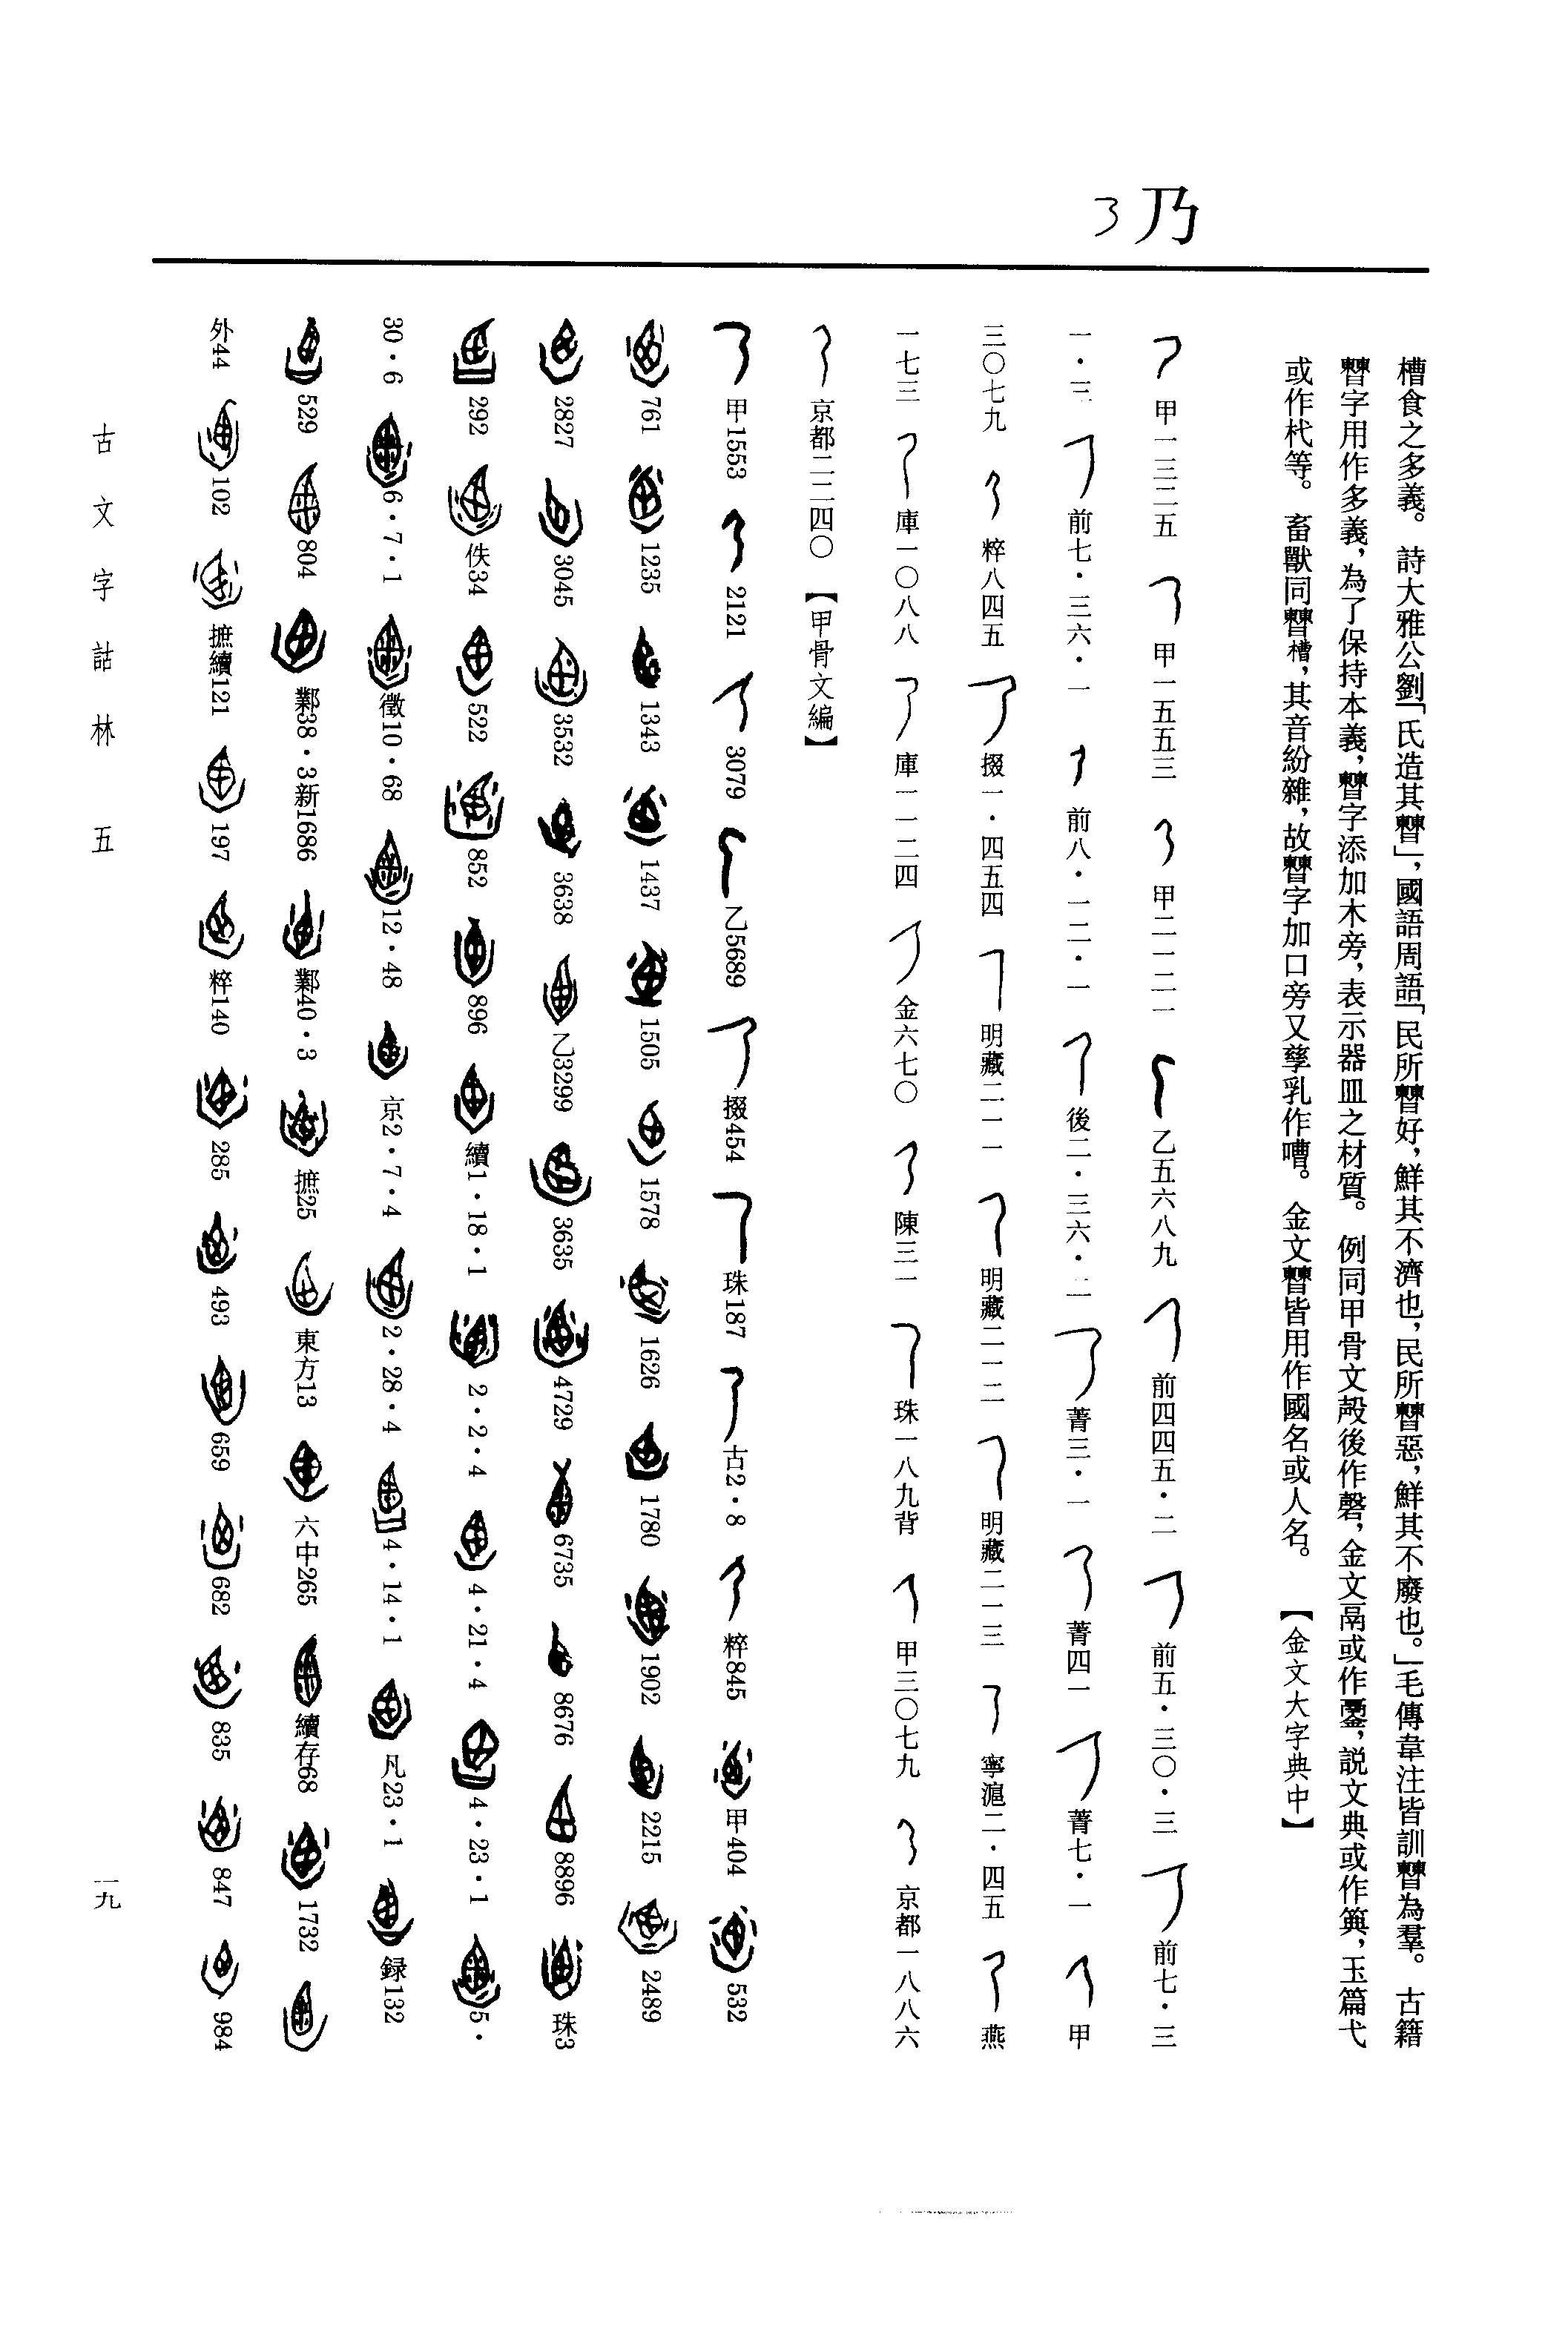 乃
槽食之多義。詩大雅公劉「氏造其𣍘」，國語周語「民所𣍘好，鮮其不濟也，民所𣍘惡，鮮其不廢也。」毛傳韋注皆訓𣍘為羣。古籍
𣍘字用作多義，為了保持本義，𣍘字添加木旁，表示器皿之材質。例同甲骨文殸後作磬，金文鬲或作䥶，説文典或作籅，玉篇弋
或作杙等。畜獸同𣍘槽，其音紛雜，故𣍘字加口旁又孳乳作嘈。金文𣍘皆用作國名或人名。【金文大字典中】
甲一三二五 甲一五五三 甲二一二一 乙五六八九 前四四五·二 前五·三〇·三 前七·三
一·三 前七·三六·一 前八·一二·一 後二·三六·二 菁三·一 菁四一 菁七·一 甲
三〇七九 粹八四五 掇一·四五四 明藏二一一 明藏二一二 明藏二一三 寧滬二·四五 燕
一七三 庫一〇八八 庫一一二四 金六七〇 陳三一 珠一八九背 甲三〇七九 京都一八八六
京都二二四〇【甲骨文編】
甲1553 2121 3079 乙5689 掇454 珠187 古2·8 粹845 甲404 532
761 1235 1343 1437 1505 1578 1626 1780 1902 2215 2489
2827 3045 3532 3638 乙3299 3635 4729 6735 8676 8896 珠3
292 佚34 522 852 896 續1·18·1 2·2·4 4·21·4 4·23·1 5·
30·6 6·7·1 徵10·68 12·48 京2·7·4 2·28·4 4·14·1 凡23·1 録132
529 804 鄴38·3 新1686 鄴40·3 摭25 東方13 六中265 續存68 1732
外44 102 摭續121 197 粹140 285 493 659 682 835 847 984
古文字詁林 五
一九